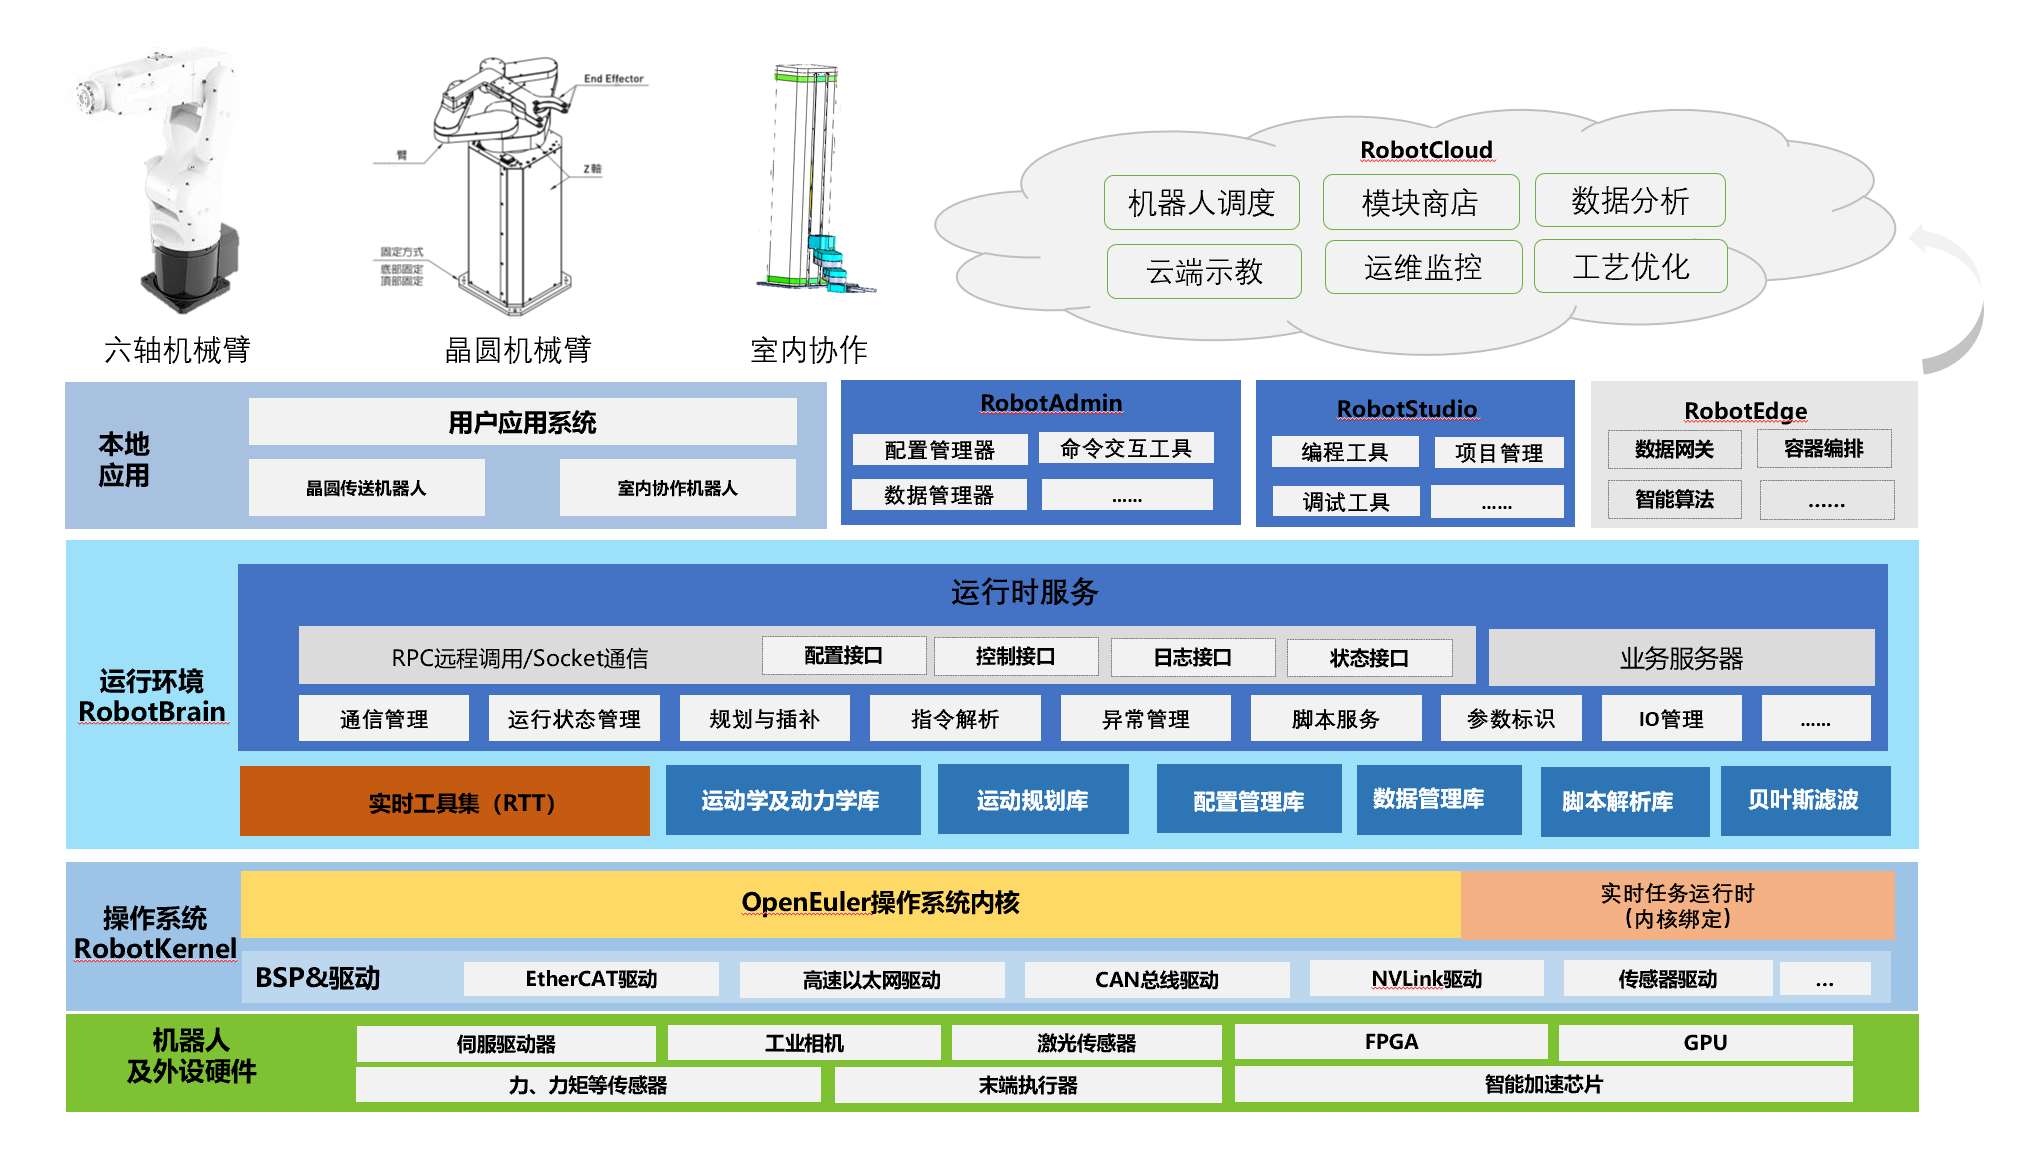 End Effector
臂
Z軸
固定方式
底部固定
頂部固定
六轴机械臂
晶圆机械臂
室内协作
RobotCloud
机器人调度
模块商店
数据分析
云端示教
运维监控
工艺优化
本地
应用
用户应用系统
晶圆传送机器人
室内协作机器人
RobotAdmin
配置管理器
命令交互工具
数据管理器
......
RobotStudio
编程工具
项目管理
调试工具
......
RobotEdge
数据网关
容器编排
智能算法
......
运行环境
RobotBrain
运行时服务
RPC远程调用/Socket通信
配置接口
控制接口
日志接口
状态接口
业务服务器
通信管理
运行状态管理
规划与插补
指令解析
异常管理
脚本服务
参数标识
IO管理
......
实时工具集（RTT）
运动学及动力学库
运动规划库
配置管理库
数据管理库
脚本解析库
贝叶斯滤波
操作系统
RobotKernel
OpenEuler操作系统内核
实时任务运行时
（内核绑定）
BSP&驱动
EtherCAT驱动
高速以太网驱动
CAN总线驱动
NVLink驱动
传感器驱动
...
机器人
及外设硬件
伺服驱动器
工业相机
激光传感器
FPGA
GPU
力、力矩等传感器
末端执行器
智能加速芯片